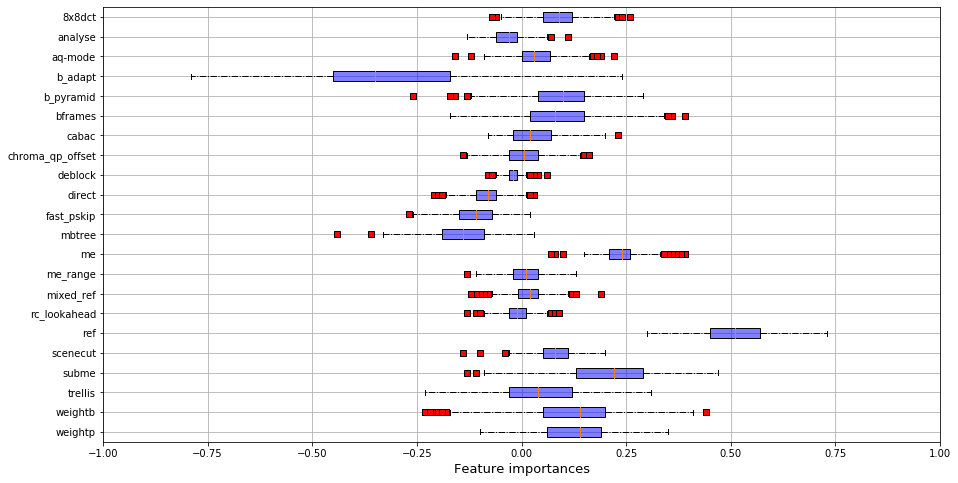 8x8dct
analyse
aq-mode
b_adapt
b_pyramid
bframes
cabac
chroma_qp_offset
deblock
direct
fast_pskip
mbtree
me
me_range
mixed_ref
rc_lookahead
ref
scenecut
subme
trellis
weightb
weightp
−1.00 −0.75 −0.50 −0.25 0.00 0.25 0.50 0.75 1.00
Feature importances